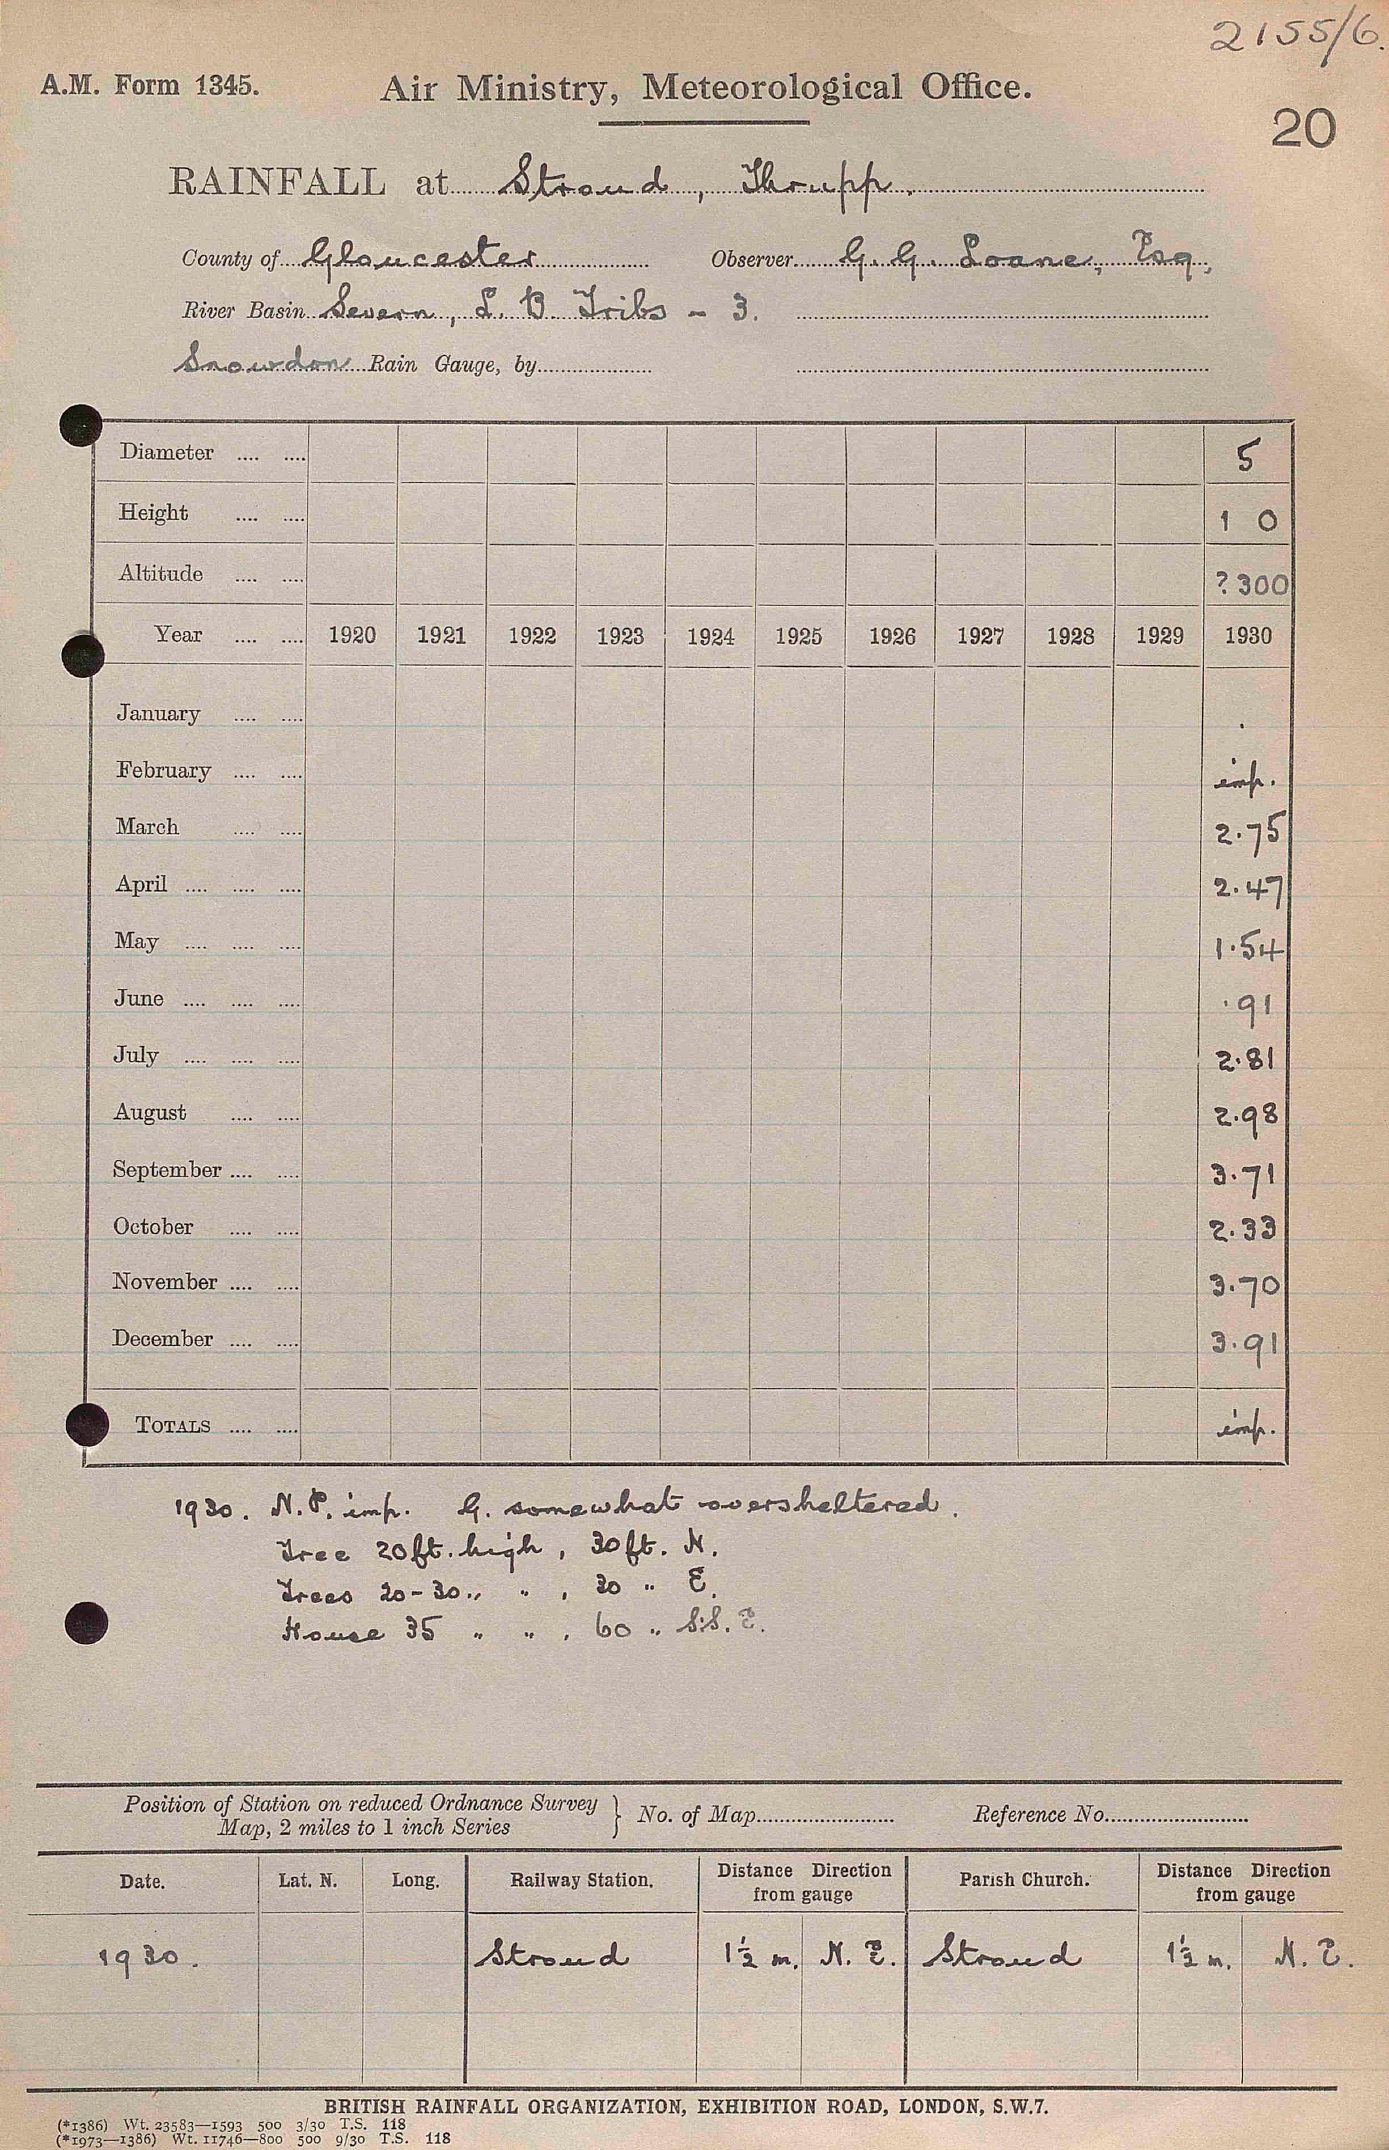 2155/6.
A.M. Form 1345. Air Ministry, Meteorological Office.
20
RAINFALL at Stroud, Thrupp.
County of Gloucester Observer G. G. Loane, Esq,
River Basin Severn, L. B. Tribs - 3.
Snowdon Rain Gauge, by
Diameter .... .... 5
Height .... .... 1 0
Altitude .... .... ? 300
Year .... .... 1920 1921 1922 1923 1924 1925 1926 1927 1928 1929 1930
January .... .... .
February .... .... imp.
March .... .... 2.75
April .... .... .... 2.47
May .... .... .... 1.54
June .... .... .... .91
July .... .... .... 2.81
August .... .... 2.98
September .... .... 3.71
October .... .... 2.33
November .... .... 3.70
December .... .... 3.91
TOTALS .... .... imp.
1930. N.P. imp. G. somewhat oversheltered.
Tree 20 ft. high, 30 ft. N.
Trees 20-30 „ „ , 30 „ E.
House 35 „ „ , 60 „ S.S.E.
Position of Station on reduced Ordnance Survey } No. of Map Reference No.
Map, 2 miles to 1 inch Series
Date. Lat. N. Long. Railway Station. Distance Direction from gauge Parish Church. Distance Direction from gauge
1930. Stroud 1½ m. N. E. Stroud 1½ m. N. E.
BRITISH RAINFALL ORGANIZATION, EXHIBITION ROAD, LONDON, S.W.7.
(*1386) Wt. 23583—1593 500 3/30 T.S. 118
(*1973—1386) Wt. 11746—800 500 9/30 T.S. 118